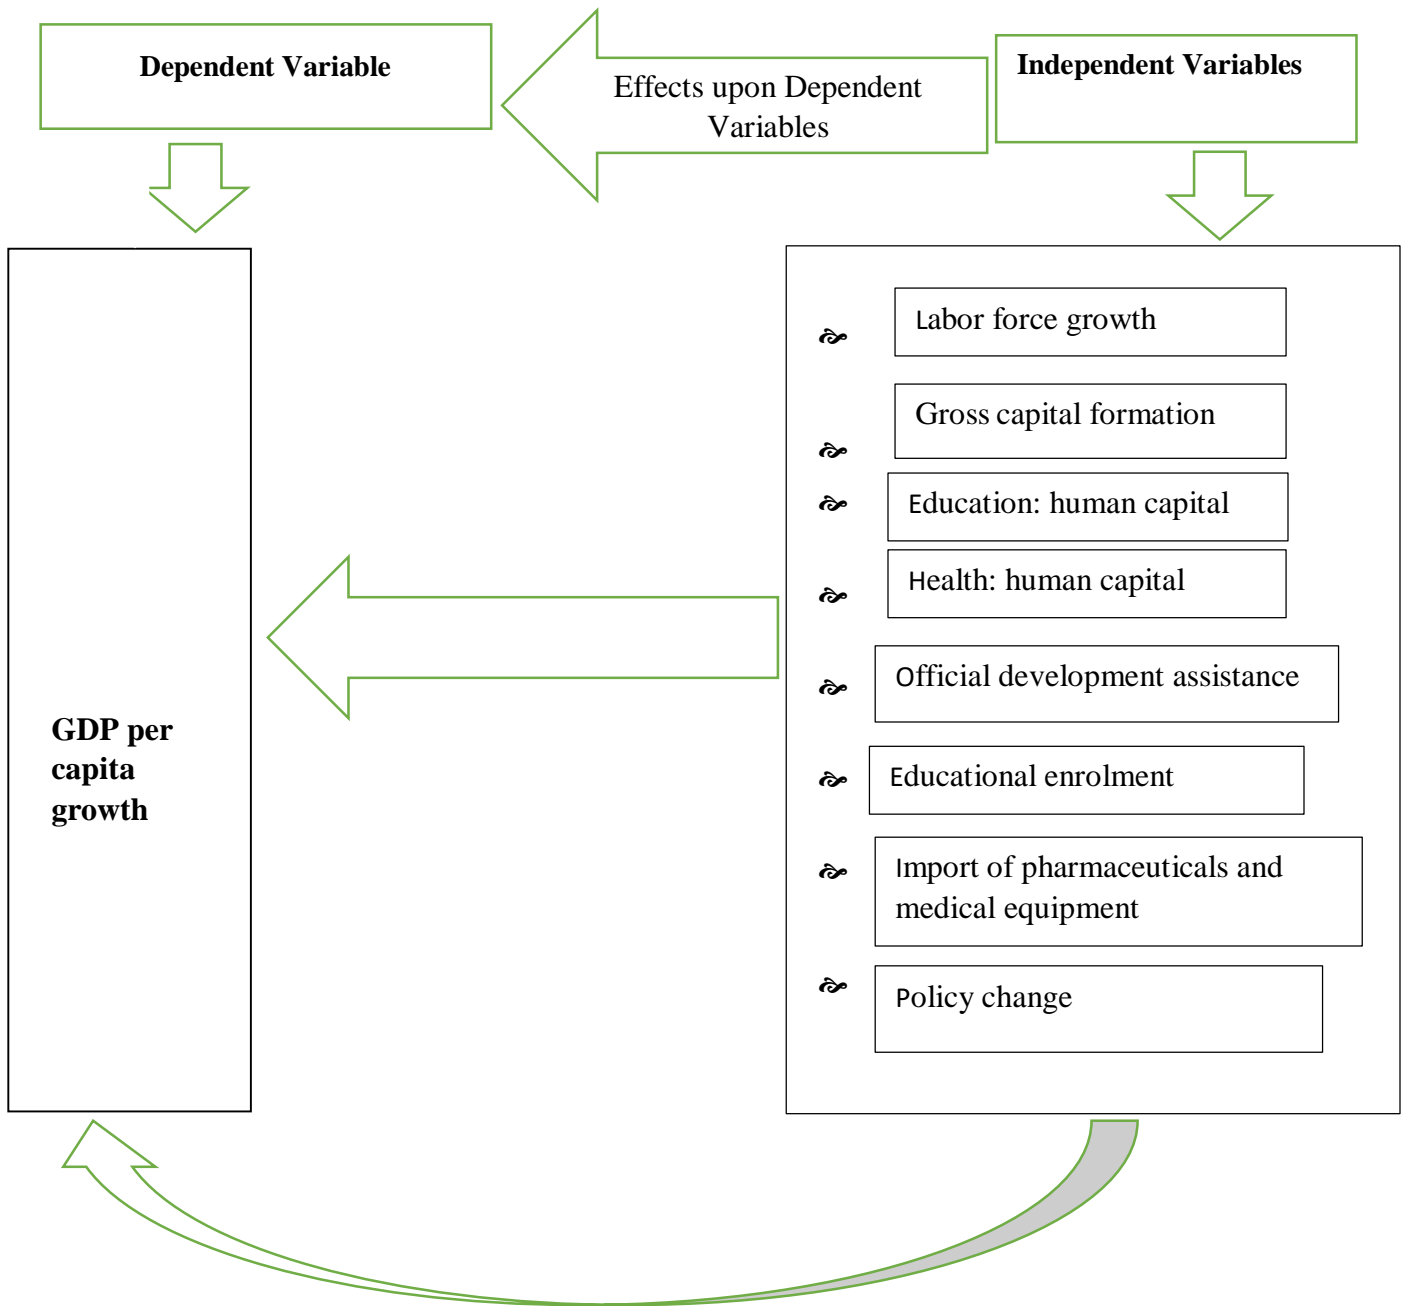 Dependent Variable
Effects upon Dependent
Variables
Independent Variables
GDP per
capita
growth
Labor force growth
Gross capital formation
Education: human capital
Health: human capital
Official development assistance
Educational enrolment
Import of pharmaceuticals and
medical equipment
Policy change